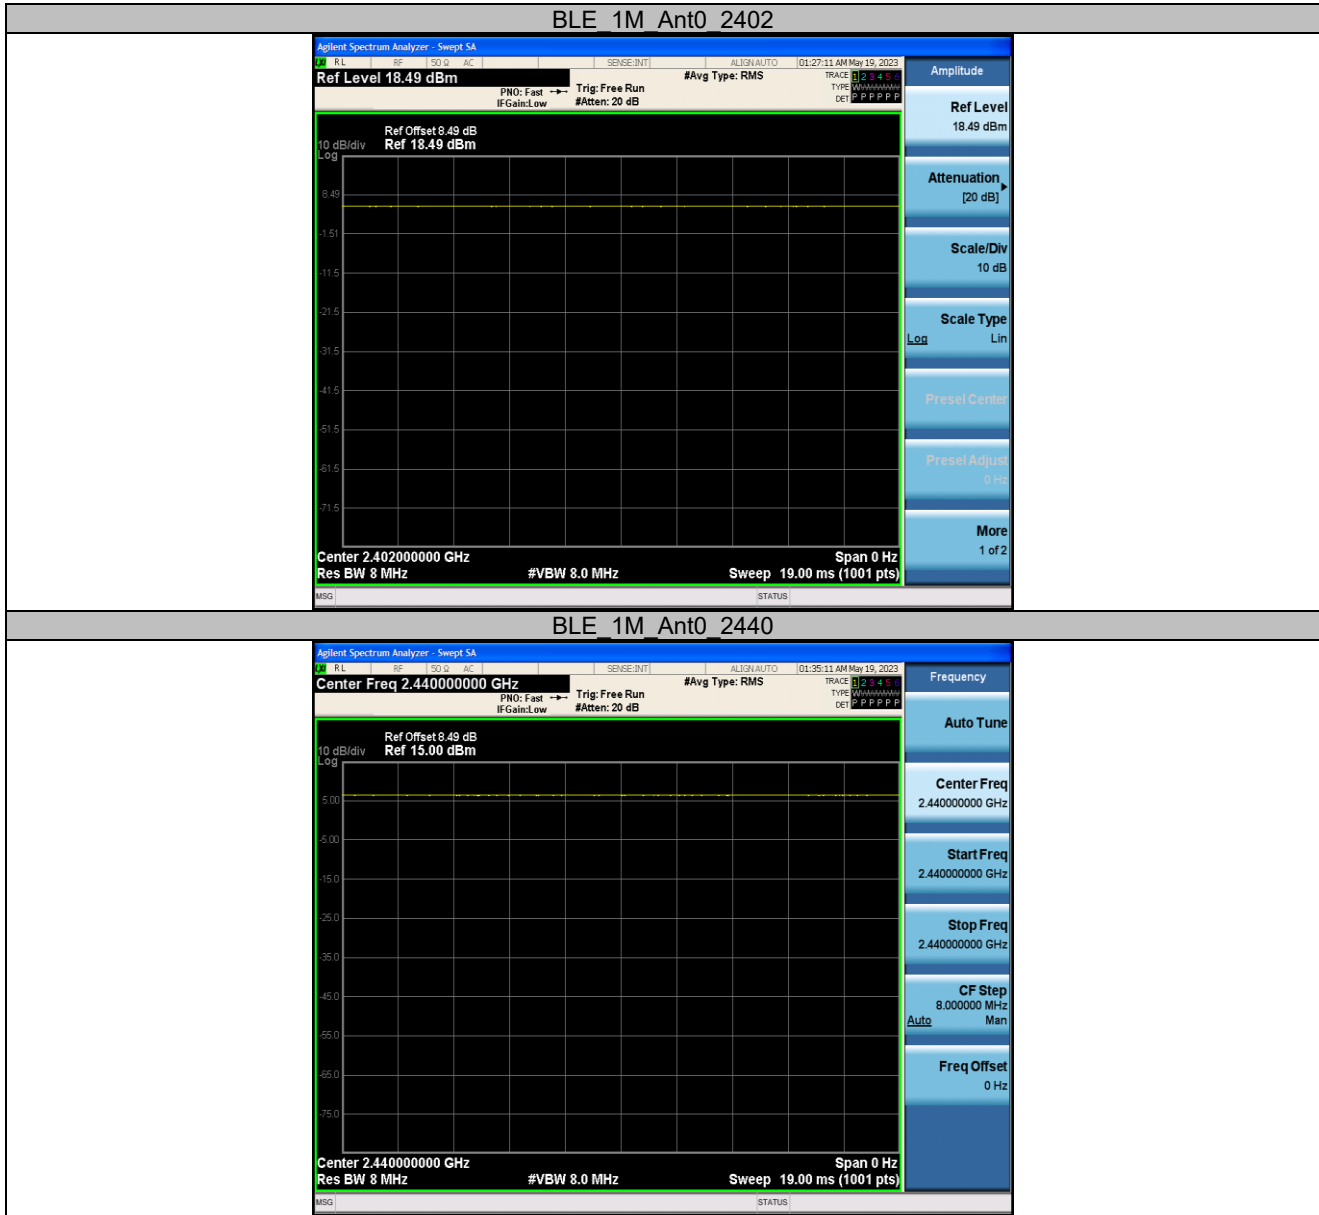 BLE_1M_Ant0_2402
Agilent Spectrum Analyzer - Swept SA
RL RF 50 Ω AC SENSE:INT ALIGN AUTO 01:27:11 AM May 19, 2023
Ref Level 18.49 dBm
#Avg Type: RMS
TRACE 1 2 3 4 5 6
PNO: Fast
Trig: Free Run
TYPE
IFGain:Low
#Atten: 20 dB
DET P P P P P P
Ref Offset 8.49 dB
10 dB/div Ref 18.49 dBm
Log
8.49
-1.51
-11.5
-21.5
-31.5
-41.5
-51.5
-61.5
-71.5
Center 2.402000000 GHz Span 0 Hz
Res BW 8 MHz #VBW 8.0 MHz Sweep 19.00 ms (1001 pts)
MSG STATUS
Amplitude
Ref Level
18.49 dBm
Attenuation
[20 dB]
Scale/Div
10 dB
Scale Type
Log Lin
Presel Center
Presel Adjust
0 Hz
More
1 of 2
BLE_1M_Ant0_2440
Agilent Spectrum Analyzer - Swept SA
RL RF 50 Ω AC SENSE:INT ALIGN AUTO 01:35:11 AM May 19, 2023
Center Freq 2.440000000 GHz
#Avg Type: RMS
TRACE 1 2 3 4 5 6
PNO: Fast
Trig: Free Run
TYPE
IFGain:Low
#Atten: 20 dB
DET P P P P P P
Ref Offset 8.49 dB
10 dB/div Ref 15.00 dBm
Log
5.00
-5.00
-15.0
-25.0
-35.0
-45.0
-55.0
-65.0
-75.0
Center 2.440000000 GHz Span 0 Hz
Res BW 8 MHz #VBW 8.0 MHz Sweep 19.00 ms (1001 pts)
MSG STATUS
Frequency
Auto Tune
Center Freq
2.440000000 GHz
Start Freq
2.440000000 GHz
Stop Freq
2.440000000 GHz
CF Step
8.000000 MHz
Auto Man
Freq Offset
0 Hz